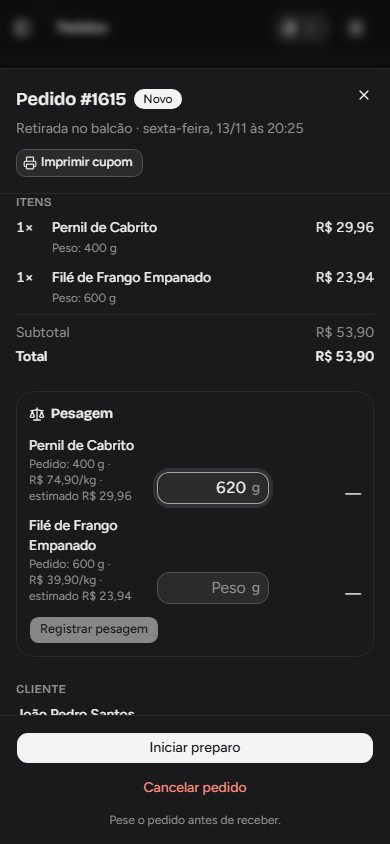 Pedidos
Pedido #1615 Novo
Retirada no balcão · sexta-feira, 13/11 às 20:25
Imprimir cupom
ITENS
1× Pernil de Cabrito R$ 29,96
Peso: 400 g
1× Filé de Frango Empanado R$ 23,94
Peso: 600 g
Subtotal R$ 53,90
Total R$ 53,90
Pesagem
Pernil de Cabrito
Pedido: 400 g ·
R$ 74,90/kg ·
estimado R$ 29,96
620 g
—
Filé de Frango
Empanado
Pedido: 600 g ·
R$ 39,90/kg ·
estimado R$ 23,94
Peso g
—
Registrar pesagem
CLIENTE
João Pedro Santos
Iniciar preparo
Cancelar pedido
Pese o pedido antes de receber.